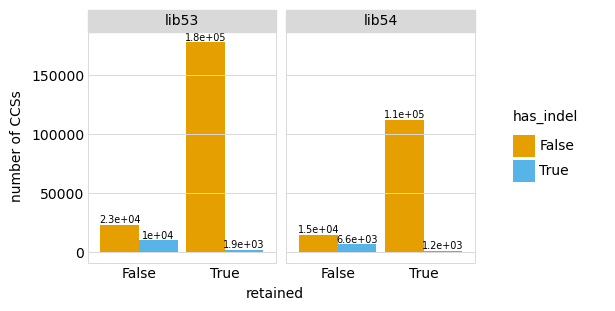 lib53
lib54
number of CCSs
150000
100000
50000
0
2.3e+04
1e+04
1.8e+05
1.9e+03
1.5e+04
6.6e+03
1.1e+05
1.2e+03
False
True
False
True
retained
has_indel
False
True